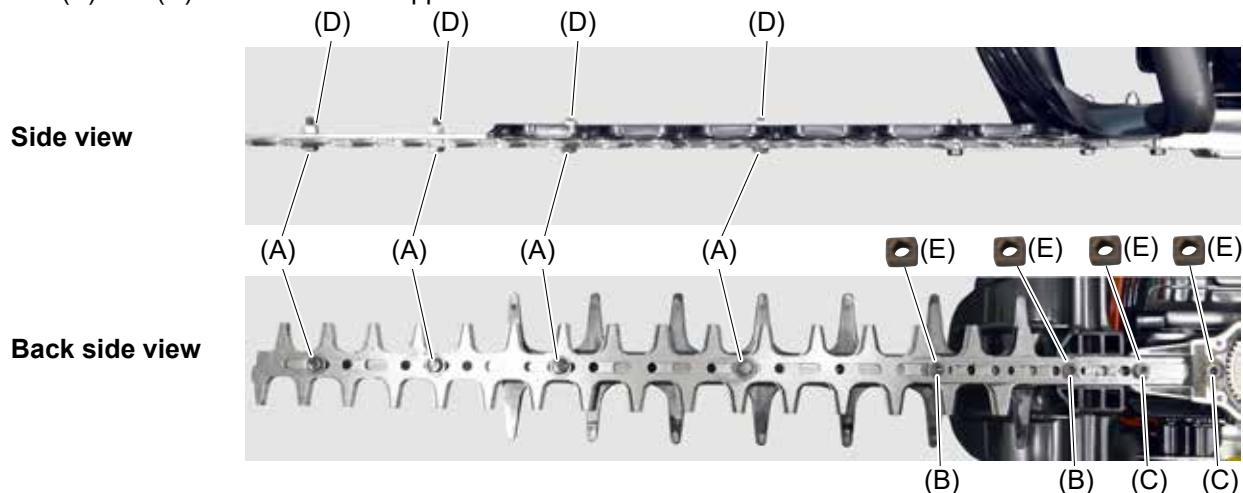 (D) (D) (D) (D)
Side view
(A) (A) (A) (A) (E) (E) (E) (E)
Back side view
(B) (B) (C) (C)